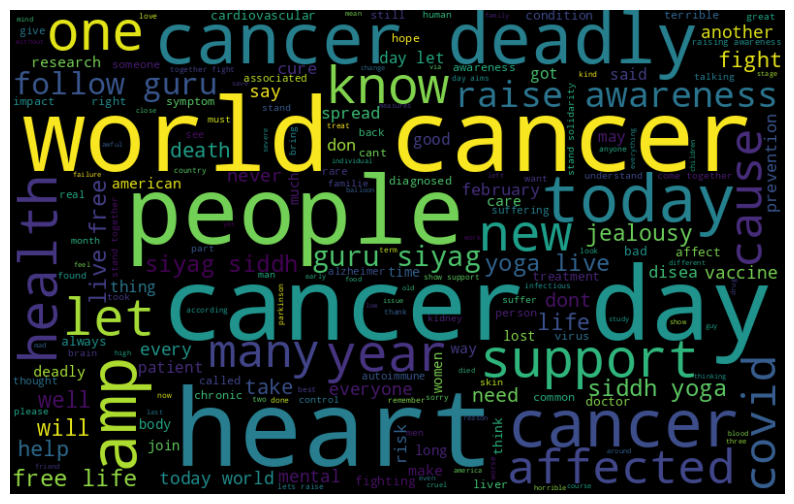 love mean human terrible great
mind give cardiovascular still condition another raising awareness
one cancer deadly
hope
research someone together fight day let awareness fight
follow guru cure associated know got said day aims via kind stage
impact right symptom say stand raise awareness
close spread talking
world cancer
must bring back good may
death don cant anyone everything
awful treat individual children
failure country see never race understand come together
american much familie february want
real diagnosed care
health live free people today cause prevention
stand together balloon suffering
month new jealousy
feel part guru siyag bad affect
found term siyag siddh man alzheimer time show support yoga live disea vaccine
thing early treatment different
took old food suffer infectious
let cancer day
according parkinson issue kidney person life
always brain thank lost virus study show guy
mad high every many year way support
deadly patient women autoimmune siddh yoga
thought called skin died thinking
now take everyone need common doctor
well chronic two done best
amp will body control remember sorry think
please last risk blood three
help join heart long cancer covid
today world mental fighting make liver affected
free life friend lets raise america even cruel horrible course around